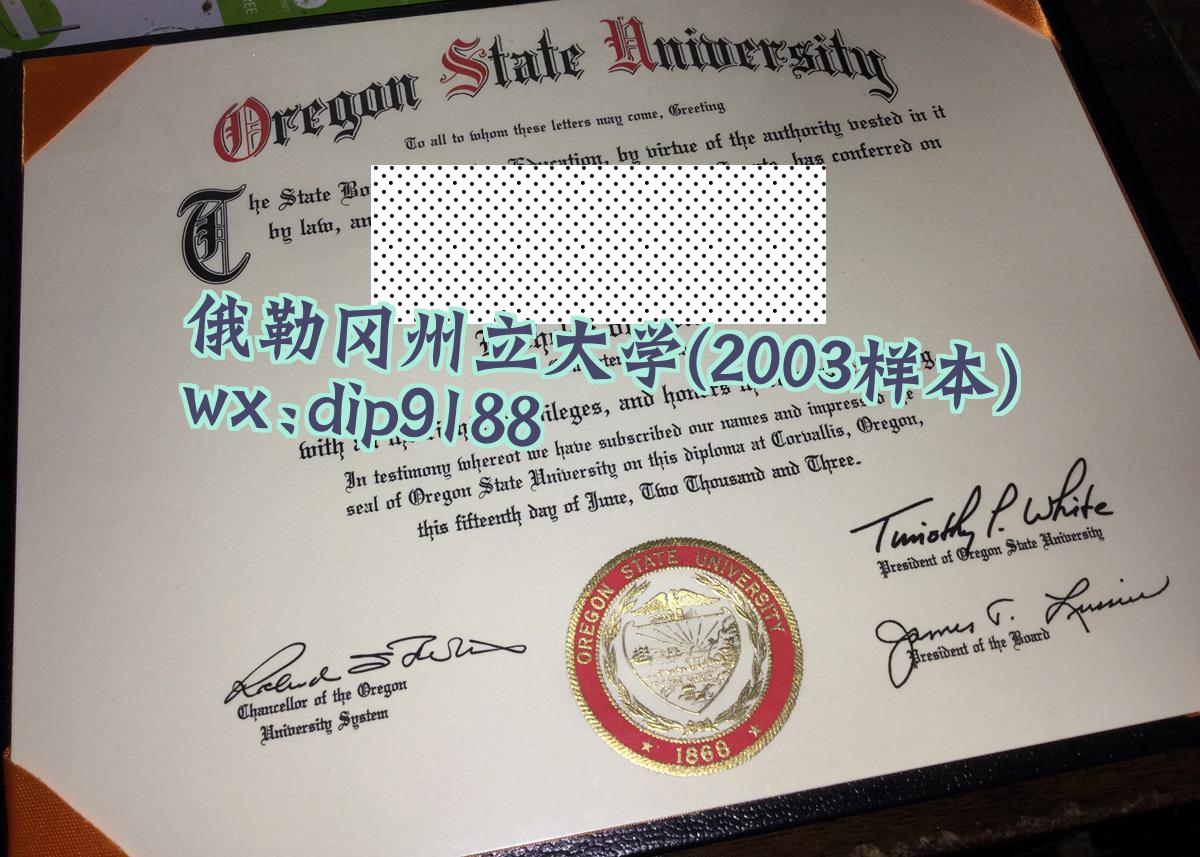 Oregon State University
To all to whom these letters may come, Greeting
The State Bo Education, by virtue of the authority vested in it
by law, an has conferred on
俄勒冈州立大学(2003样本)
wx:dip9188
with ileges, and honors
In testimony whereof we have subscribed our names and impressed the
seal of Oregon State University on this diploma at Corvallis, Oregon,
this fifteenth day of June, Two Thousand and Three.
Timothy P. White
President of Oregon State University
James T. Lussier
President of the Board
Chancellor of the Oregon
University System
OREGON STATE UNIVERSITY
1868